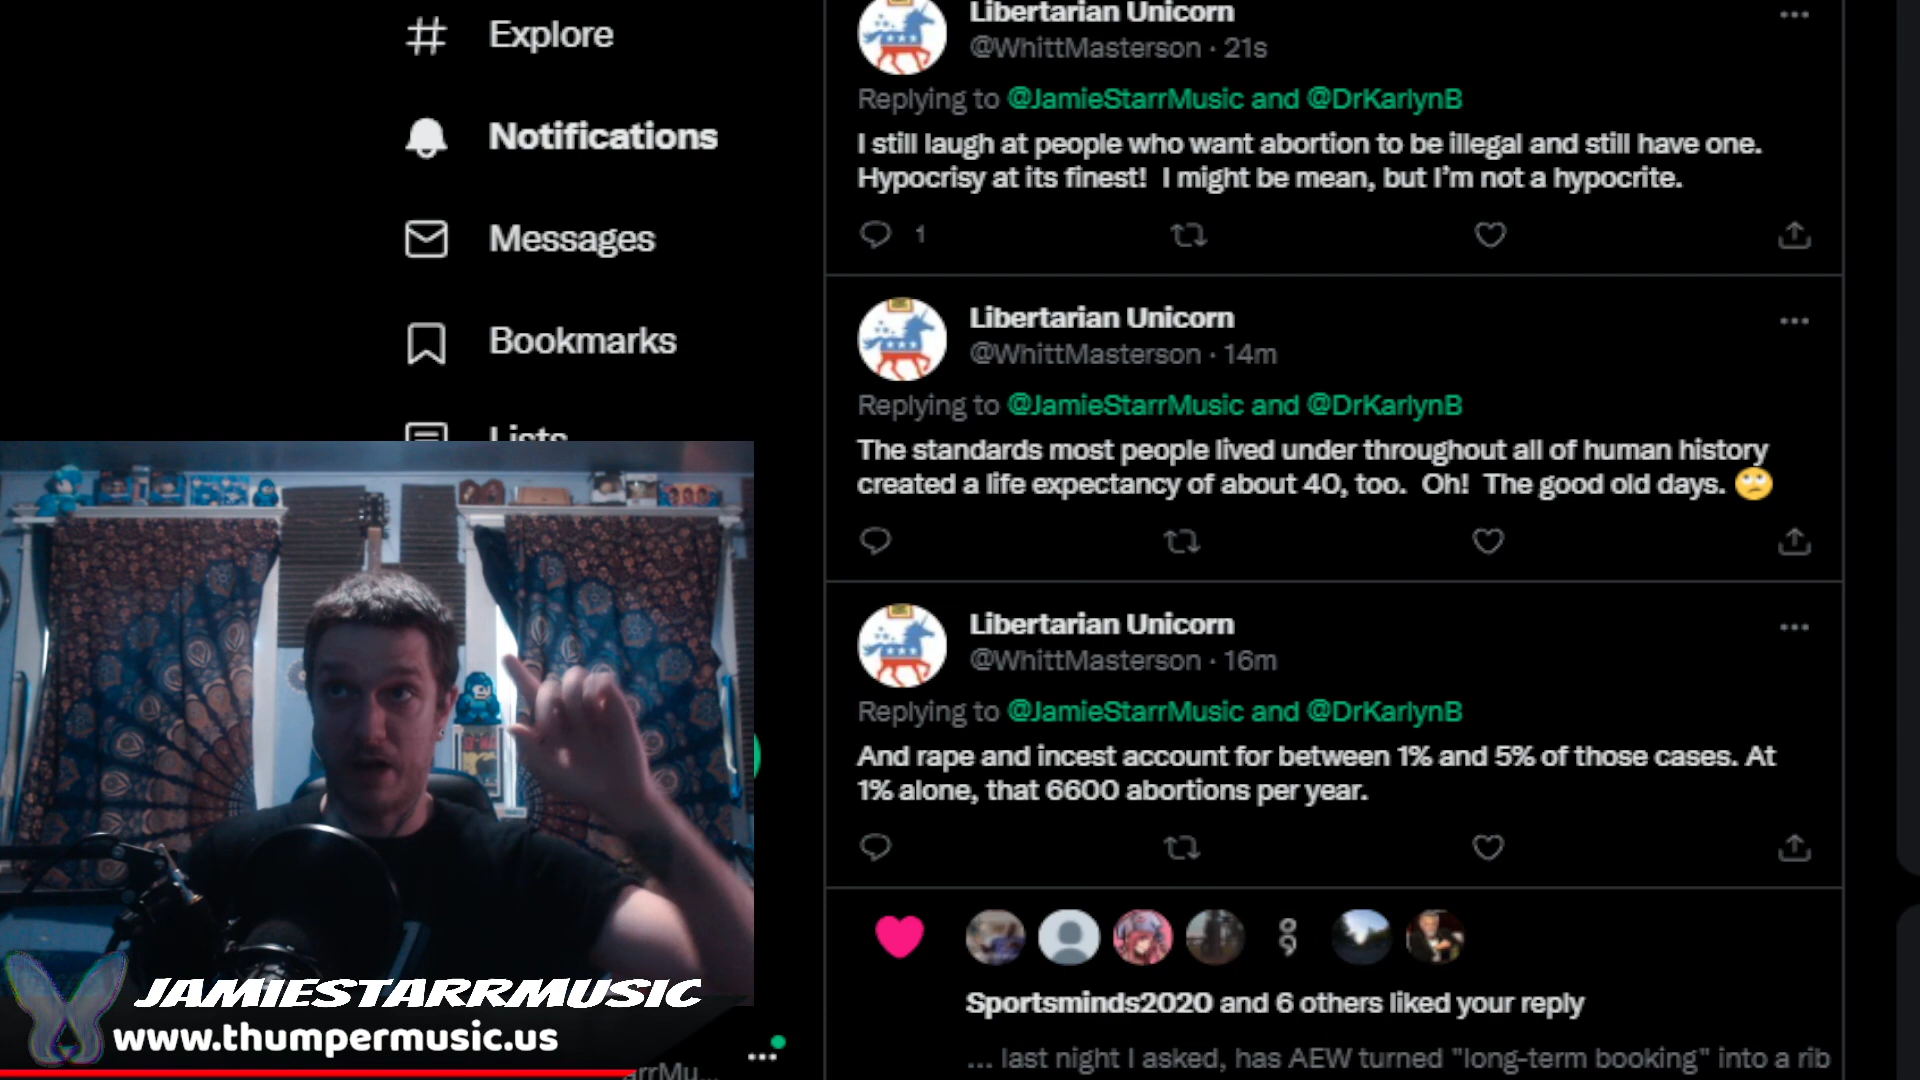 Explore
Notifications
Messages
Bookmarks
Lists
Libertarian Unicorn
@WhittMasterson · 21s
Replying to @JamieStarrMusic and @DrKarlynB
I still laugh at people who want abortion to be illegal and still have one.
Hypocrisy at its finest! I might be mean, but I'm not a hypocrite.
1
Libertarian Unicorn
@WhittMasterson · 14m
Replying to @JamieStarrMusic and @DrKarlynB
The standards most people lived under throughout all of human history
created a life expectancy of about 40, too. Oh! The good old days. 🙄
Libertarian Unicorn
@WhittMasterson · 16m
Replying to @JamieStarrMusic and @DrKarlynB
And rape and incest account for between 1% and 5% of those cases. At
1% alone, that 6600 abortions per year.
Sportsminds2020 and 6 others liked your reply
... last night I asked, has AEW turned "long-term booking" into a rib
JAMIESTARRMUSIC
www.thumpermusic.us
arrMu...